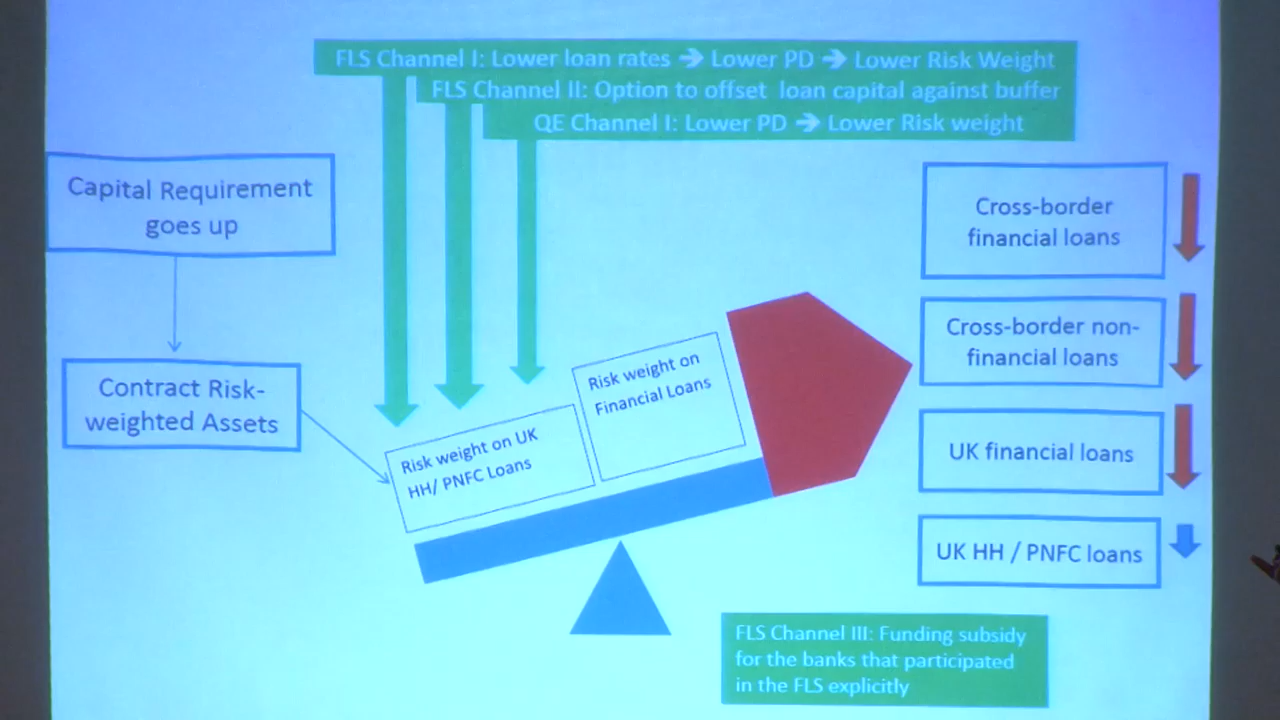 FLS Channel I: Lower loan rates → Lower PD → Lower Risk Weight
FLS Channel II: Option to offset loan capital against buffer
QE Channel I: Lower PD → Lower Risk weight
Capital Requirement
goes up
Contract Risk-
weighted Assets
Risk weight on UK
HH/ PNFC Loans
Risk weight on
Financial Loans
Cross-border
financial loans
Cross-border non-
financial loans
UK financial loans
UK HH / PNFC loans
FLS Channel III: Funding subsidy
for the banks that participated
in the FLS explicitly